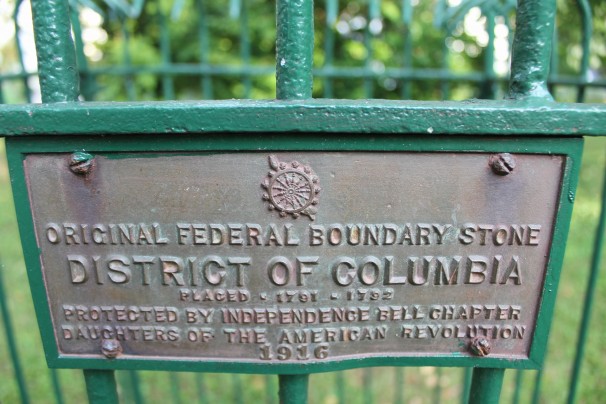 ORIGINAL FEDERAL BOUNDARY STONE
DISTRICT OF COLUMBIA
PLACED · 1791 - 1792
PROTECTED BY INDEPENDENCE BELL CHAPTER
DAUGHTERS OF THE AMERICAN REVOLUTION
1916